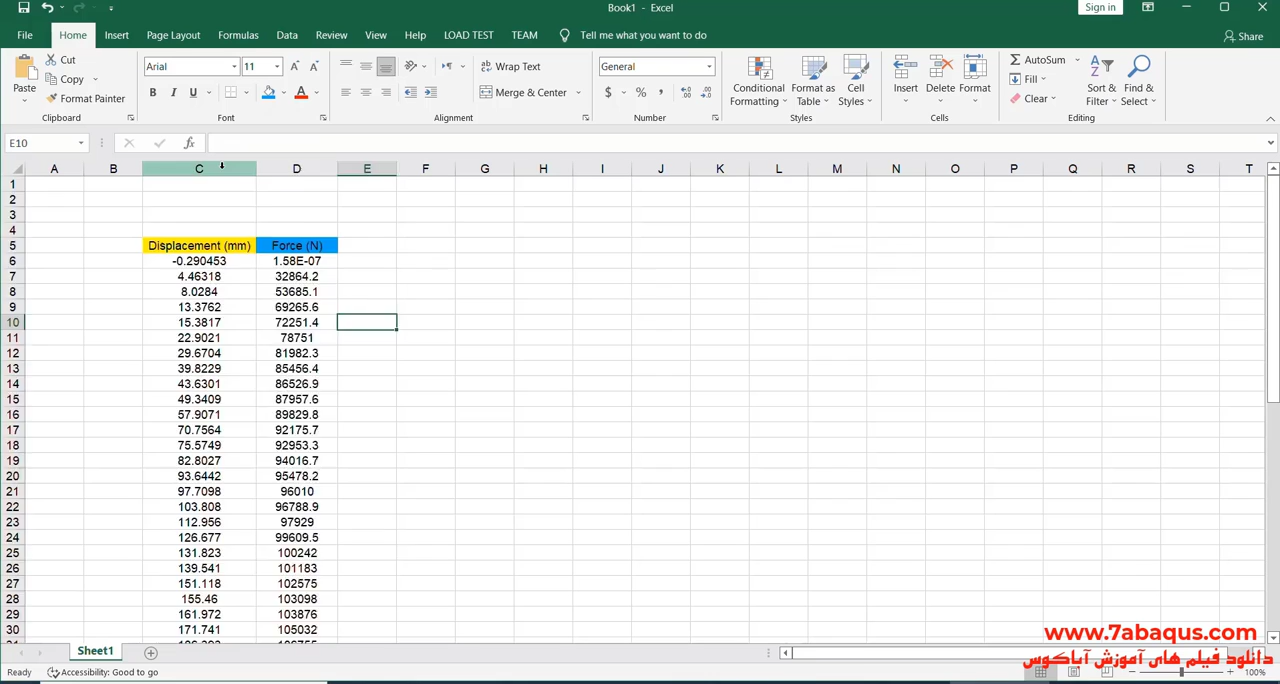 Book1 - Excel
Sign in
File Home Insert Page Layout Formulas Data Review View Help LOAD TEST TEAM Tell me what you want to do Share
Paste Cut Copy Format Painter Clipboard
Arial 11 A A B I U A Font
Wrap Text Merge & Center Alignment
General $ % , Number
Conditional Formatting Format as Table Cell Styles Styles
Insert Delete Format Cells
AutoSum Fill Clear Sort & Filter Find & Select Editing
E10 fx
A B C D E F G H I J K L M N O P Q R S T
1
2
3
4
5 Displacement (mm) Force (N)
6 -0.290453 1.58E-07
7 4.46318 32864.2
8 8.0284 53685.1
9 13.3762 69265.6
10 15.3817 72251.4
11 22.9021 78751
12 29.6704 81982.3
13 39.8229 85456.4
14 43.6301 86526.9
15 49.3409 87957.6
16 57.9071 89829.8
17 70.7564 92175.7
18 75.5749 92953.3
19 82.8027 94016.7
20 93.6442 95478.2
21 97.7098 96010
22 103.808 96788.9
23 112.956 97929
24 126.677 99609.5
25 131.823 100242
26 139.541 101183
27 151.118 102575
28 155.46 103098
29 161.972 103876
30 171.741 105032
www.7abaqus.com
دانلود فیلم های آموزش آباکوس
Sheet1
Ready Accessibility: Good to go 100%